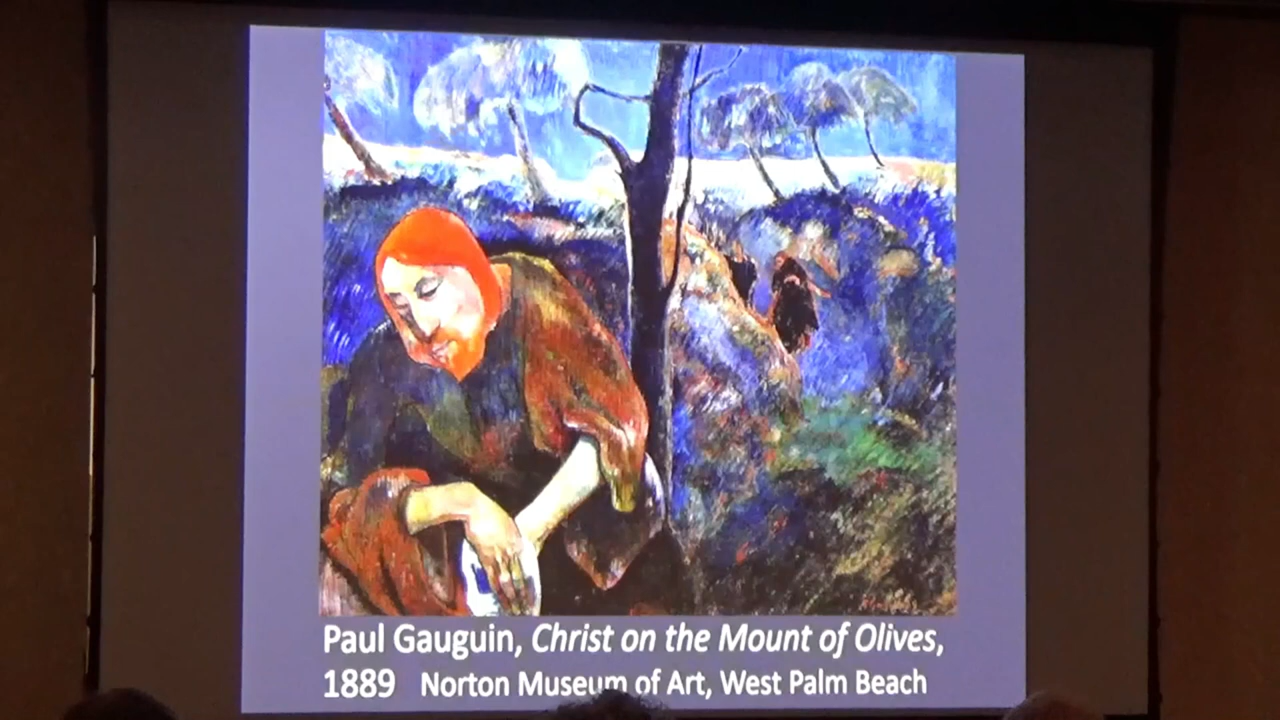 Paul Gauguin, Christ on the Mount of Olives,
1889 Norton Museum of Art, West Palm Beach